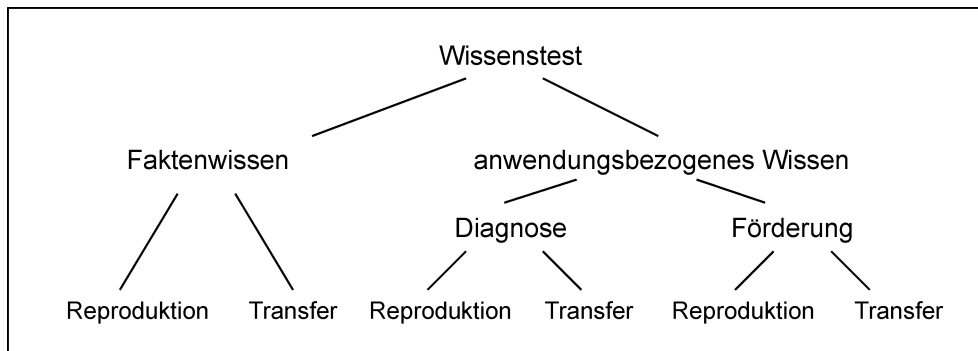 Wissenstest
Faktenwissen anwendungsbezogenes Wissen
Diagnose Förderung
Reproduktion Transfer Reproduktion Transfer Reproduktion Transfer